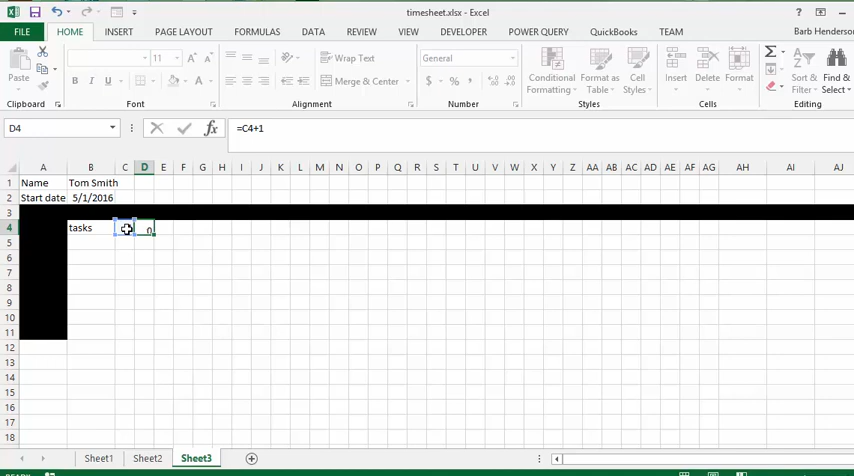 timesheet.xlsx - Excel
FILE HOME INSERT PAGE LAYOUT FORMULAS DATA REVIEW VIEW DEVELOPER POWER QUERY QuickBooks TEAM Barb Henderson
11 A A Wrap Text
Paste B I U A Merge & Center $ % Conditional Formatting Format as Table Cell Styles Insert Delete Format Sort & Filter Find & Select
Clipboard Font Alignment Number Styles Cells
D4 fx =C4+1
A B C D E F G H I J K L M N O P Q R S T U V W X Y Z AA AB AC AD AE AF AG AH AI AJ
1 Name Tom Smith
2 Start date 5/1/2016
3
4 tasks
5
6
7
8
9
10
11
12
13
14
15
16
17
18
Sheet1 Sheet2 Sheet3